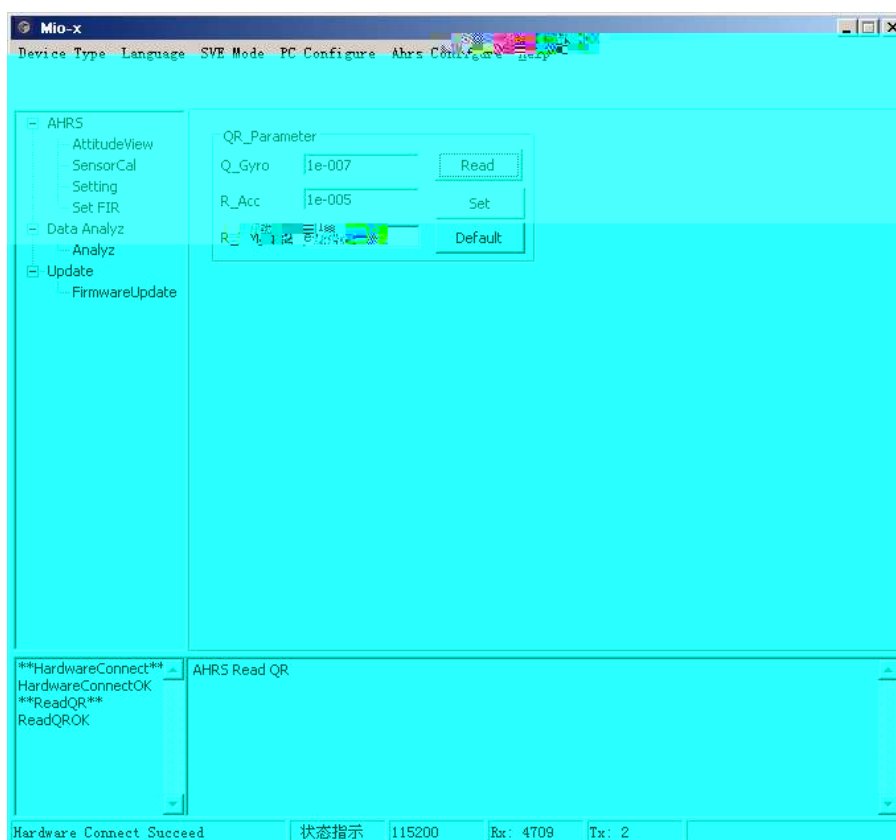 Mio-x
Device Type Language SVE Mode PC Configure Ahrs Configure Help
AHRS
AttitudeView
SensorCal
Setting
Set FIR
Data Analyz
Analyz
Update
FirmwareUpdate
QR_Parameter
Q_Gyro 1e-007 Read
R_Acc 1e-005 Set
Default
**HardwareConnect**
HardwareConnectOK
**ReadQR**
ReadQROK
AHRS Read QR
Hardware Connect Succeed 状态指示 115200 Rx: 4709 Tx: 2